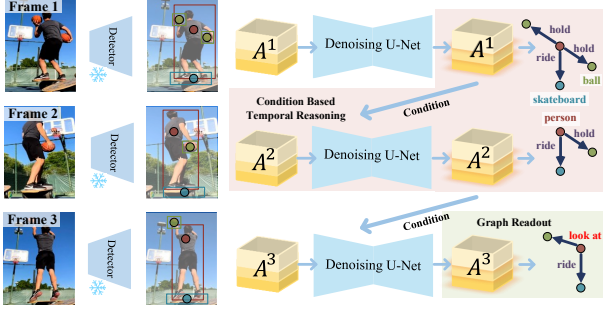 Frame 1
Detector
A1
Denoising U-Net
A1
hold
ride
hold
ball
skateboard
Condition
Condition Based
Temporal Reasoning
Frame 2
Detector
A2
Denoising U-Net
A2
person
ride
hold
Condition
Frame 3
Detector
A3
Denoising U-Net
A3
Graph Readout
look at
ride